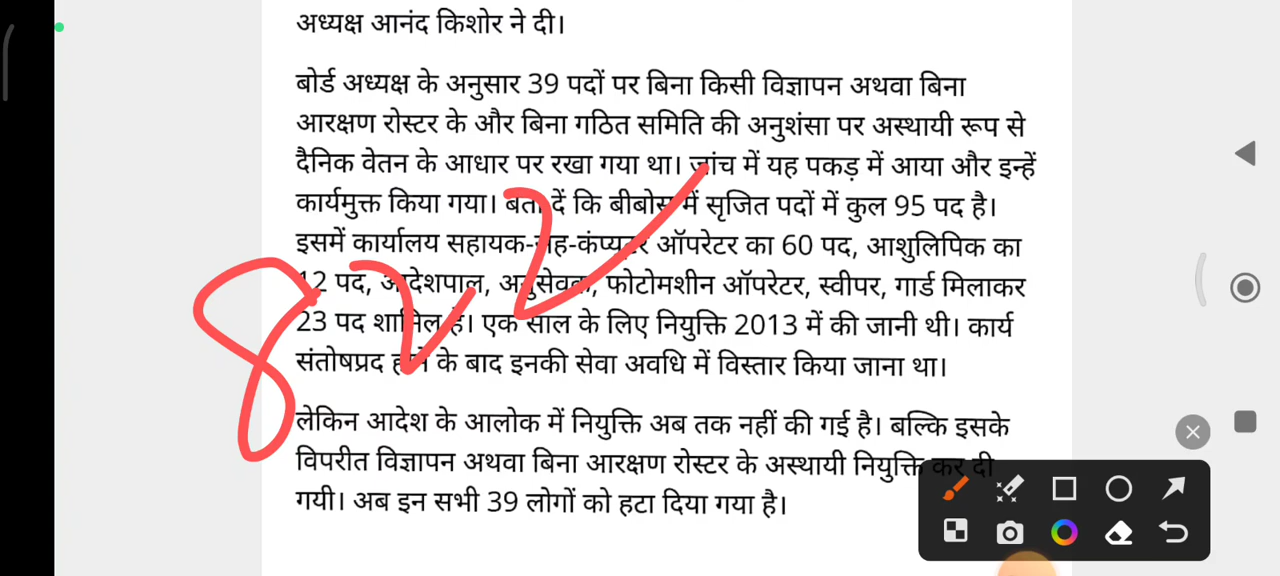 अध्यक्ष आनंद किशोर ने दी।
बोर्ड अध्यक्ष के अनुसार 39 पदों पर बिना किसी विज्ञापन अथवा बिना
आरक्षण रोस्टर के और बिना गठित समिति की अनुशंसा पर अस्थायी रूप से
दैनिक वेतन के आधार पर रखा गया था। जांच में यह पकड़ में आया और इन्हें
कार्यमुक्त किया गया। बता दें कि बीबोस में सृजित पदों में कुल 95 पद है।
इसमें कार्यालय सहायक-सह-कंप्यूटर ऑपरेटर का 60 पद, आशुलिपिक का
12 पद, आदेशपाल, अनुसेवक, फोटोमशीन ऑपरेटर, स्वीपर, गार्ड मिलाकर
23 पद शामिल है। एक साल के लिए नियुक्ति 2013 में की जानी थी। कार्य
संतोषप्रद होने के बाद इनकी सेवा अवधि में विस्तार किया जाना था।
लेकिन आदेश के आलोक में नियुक्ति अब तक नहीं की गई है। बल्कि इसके
विपरीत विज्ञापन अथवा बिना आरक्षण रोस्टर के अस्थायी नियुक्ति कर दी
गयी। अब इन सभी 39 लोगों को हटा दिया गया है।